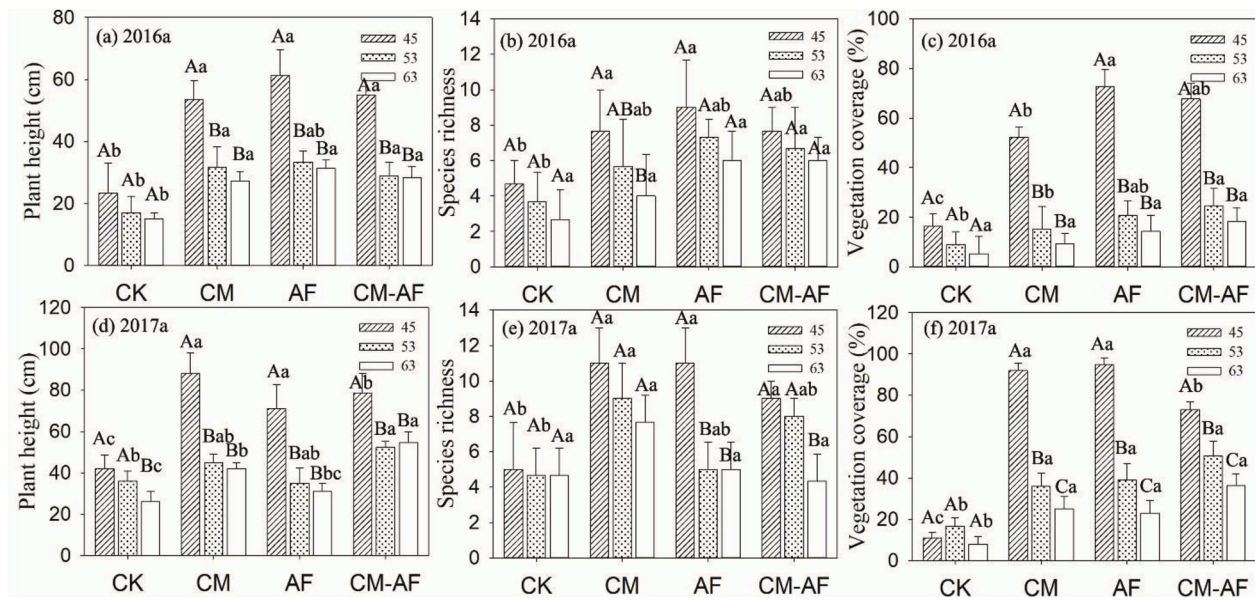 (a) 2016a
Plant height (cm)
80
60
40
20
0
45
53
63
Ab
Ab
Ab
Aa
Ba
Ba
Aa
Bab
Ba
Aa
Ba
Ba
CK
CM
AF
CM-AF
(b) 2016a
Species richness
14
12
10
8
6
4
2
0
45
53
63
Ab
Ab
Aa
Aa
ABab
Ba
Aa
Aab
Aa
Aab
Aa
Aa
CK
CM
AF
CM-AF
(c) 2016a
Vegetation coverage (%)
100
80
60
40
20
0
45
53
63
Ac
Ab
Aa
Ab
Bb
Ba
Aa
Bab
Ba
Aab
Ba
Ba
CK
CM
AF
CM-AF
(d) 2017a
Plant height (cm)
120
100
80
60
40
20
0
45
53
63
Ac
Ab
Bc
Aa
Bab
Bb
Aa
Bab
Bbc
Ab
Ba
Ba
CK
CM
AF
CM-AF
(e) 2017a
Species richness
14
12
10
8
6
4
2
0
45
53
63
Ab
Ab
Aa
Aa
Aa
Aa
Aa
Bab
Ba
Aa
Aab
Ba
CK
CM
AF
CM-AF
(f) 2017a
Vegetation coverage (%)
120
100
80
60
40
20
0
45
53
63
Ac
Ab
Ab
Aa
Ba
Ca
Aa
Ba
Ca
Ab
Ba
Ca
CK
CM
AF
CM-AF